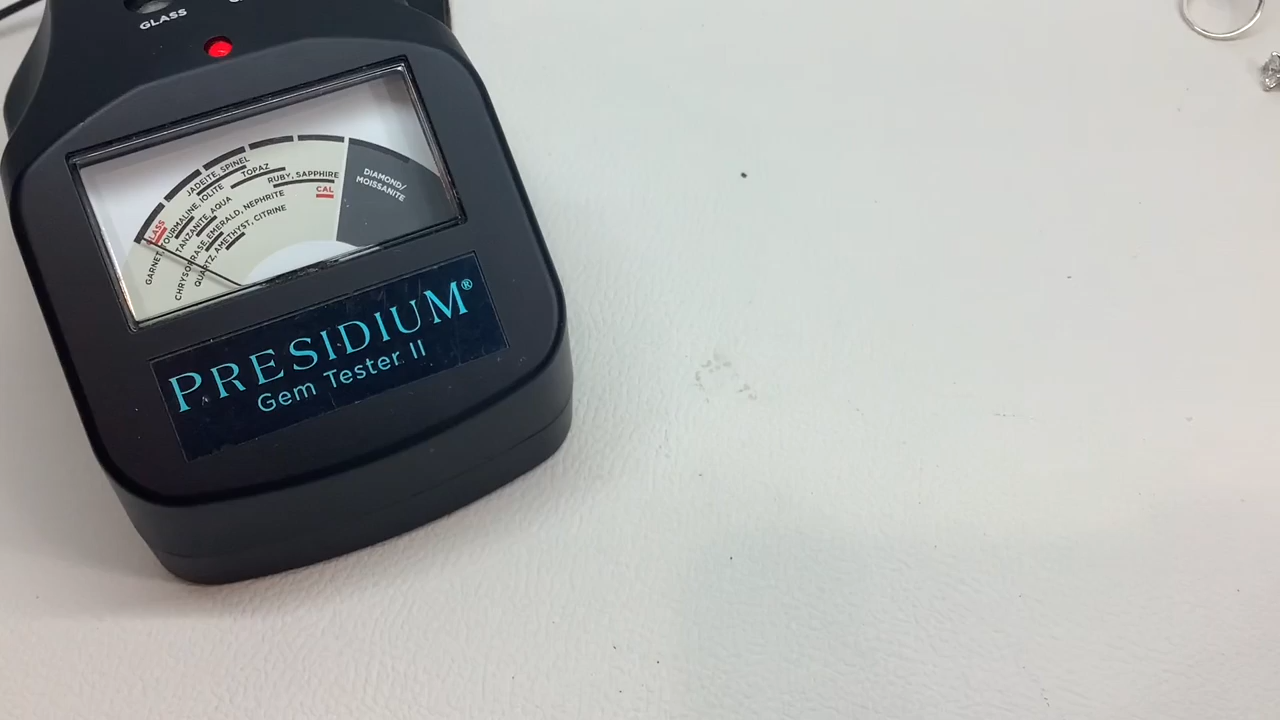 GLASS
GLASS
JADEITE, SPINEL
TOPAZ
RUBY, SAPPHIRE
CAL
GARNET, TOURMALINE, IOLITE
TANZANITE, AQUA
CHRYSOPRASE, EMERALD, NEPHRITE
QUARTZ, AMETHYST, CITRINE
DIAMOND/
MOISSANITE
PRESIDIUM®
Gem Tester II